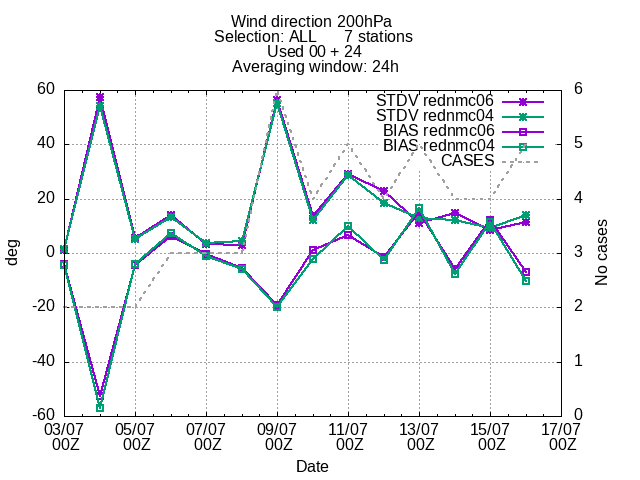 Wind direction 200hPa
Selection: ALL 7 stations
Used 00 + 24
Averaging window: 24h
STDV rednmc06
STDV rednmc04
BIAS rednmc06
BIAS rednmc04
CASES
60
40
20
0
-20
-40
-60
deg
6
5
4
3
2
1
0
No cases
03/07 05/07 07/07 09/07 11/07 13/07 15/07 17/07
00Z 00Z 00Z 00Z 00Z 00Z 00Z 00Z
Date